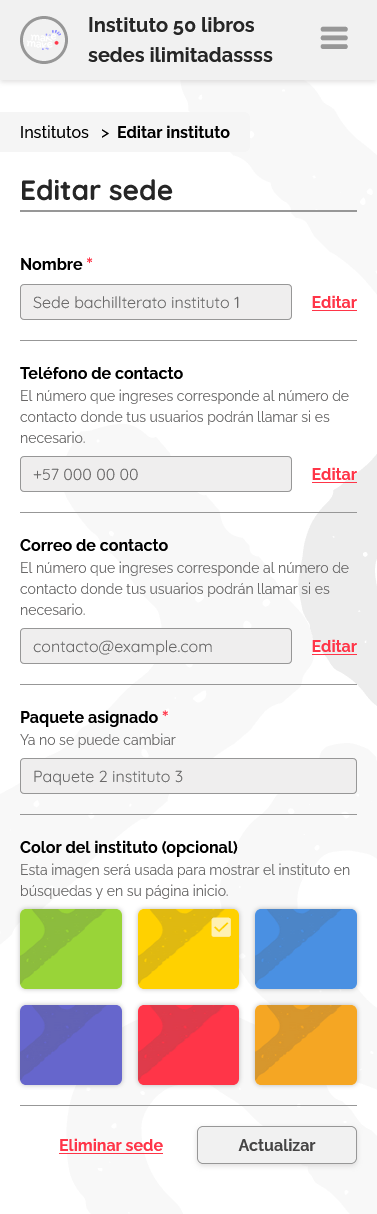 Instituto 50 libros
sedes ilimitadassss
Institutos > Editar instituto
Editar sede
Nombre *
Sede bachillterato instituto 1 Editar
Teléfono de contacto
El número que ingreses corresponde al número de
contacto donde tus usuarios podrán llamar si es
necesario.
+57 000 00 00 Editar
Correo de contacto
El número que ingreses corresponde al número de
contacto donde tus usuarios podrán llamar si es
necesario.
contacto@example.com Editar
Paquete asignado *
Ya no se puede cambiar
Paquete 2 instituto 3
Color del instituto (opcional)
Esta imagen será usada para mostrar el instituto en
búsquedas y en su página inicio.
Eliminar sede Actualizar